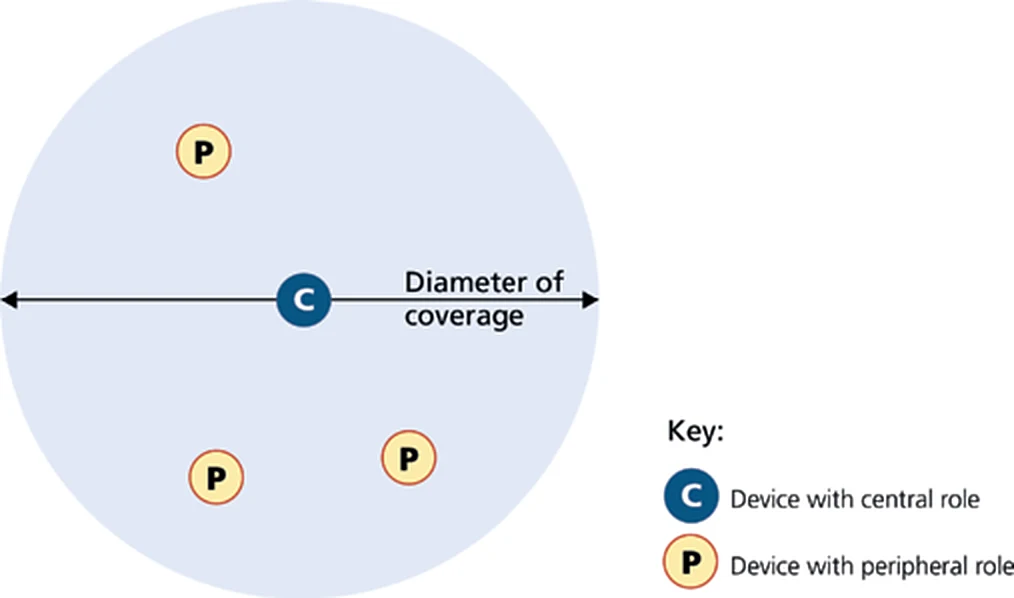 P
C
Diameter of
coverage
P
P
Key:
C Device with central role
P Device with peripheral role